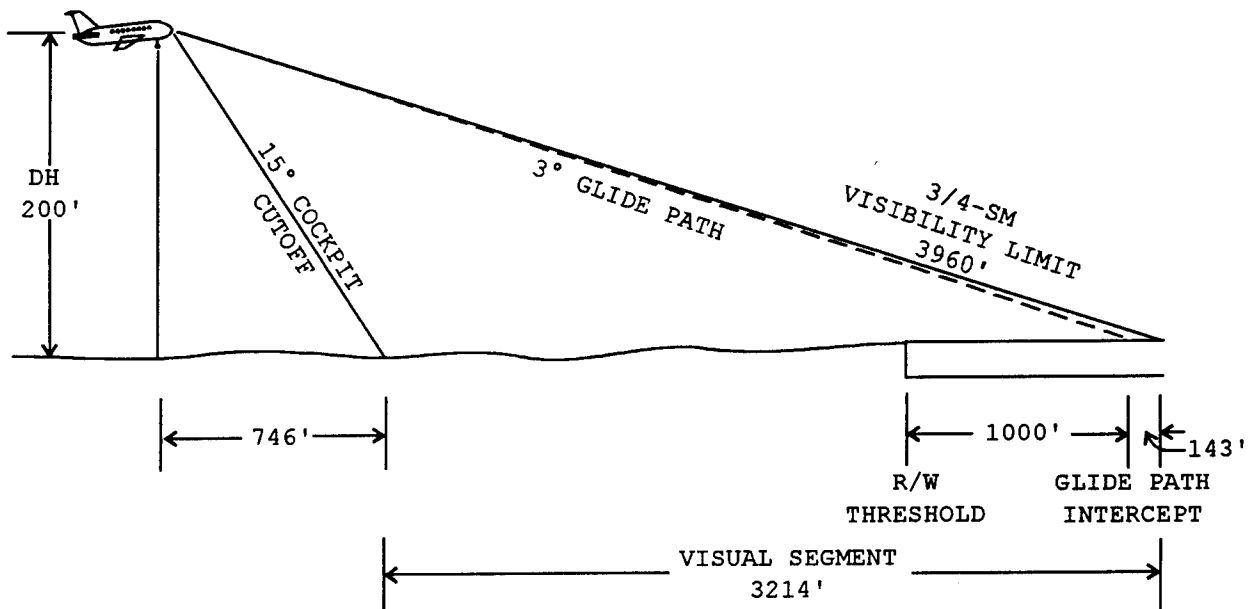 DH
200'
15° COCKPIT
CUTOFF
3° GLIDE PATH
3/4-SM
VISIBILITY LIMIT
3960'
746'
1000'
143'
R/W
THRESHOLD
GLIDE PATH
INTERCEPT
VISUAL SEGMENT
3214'